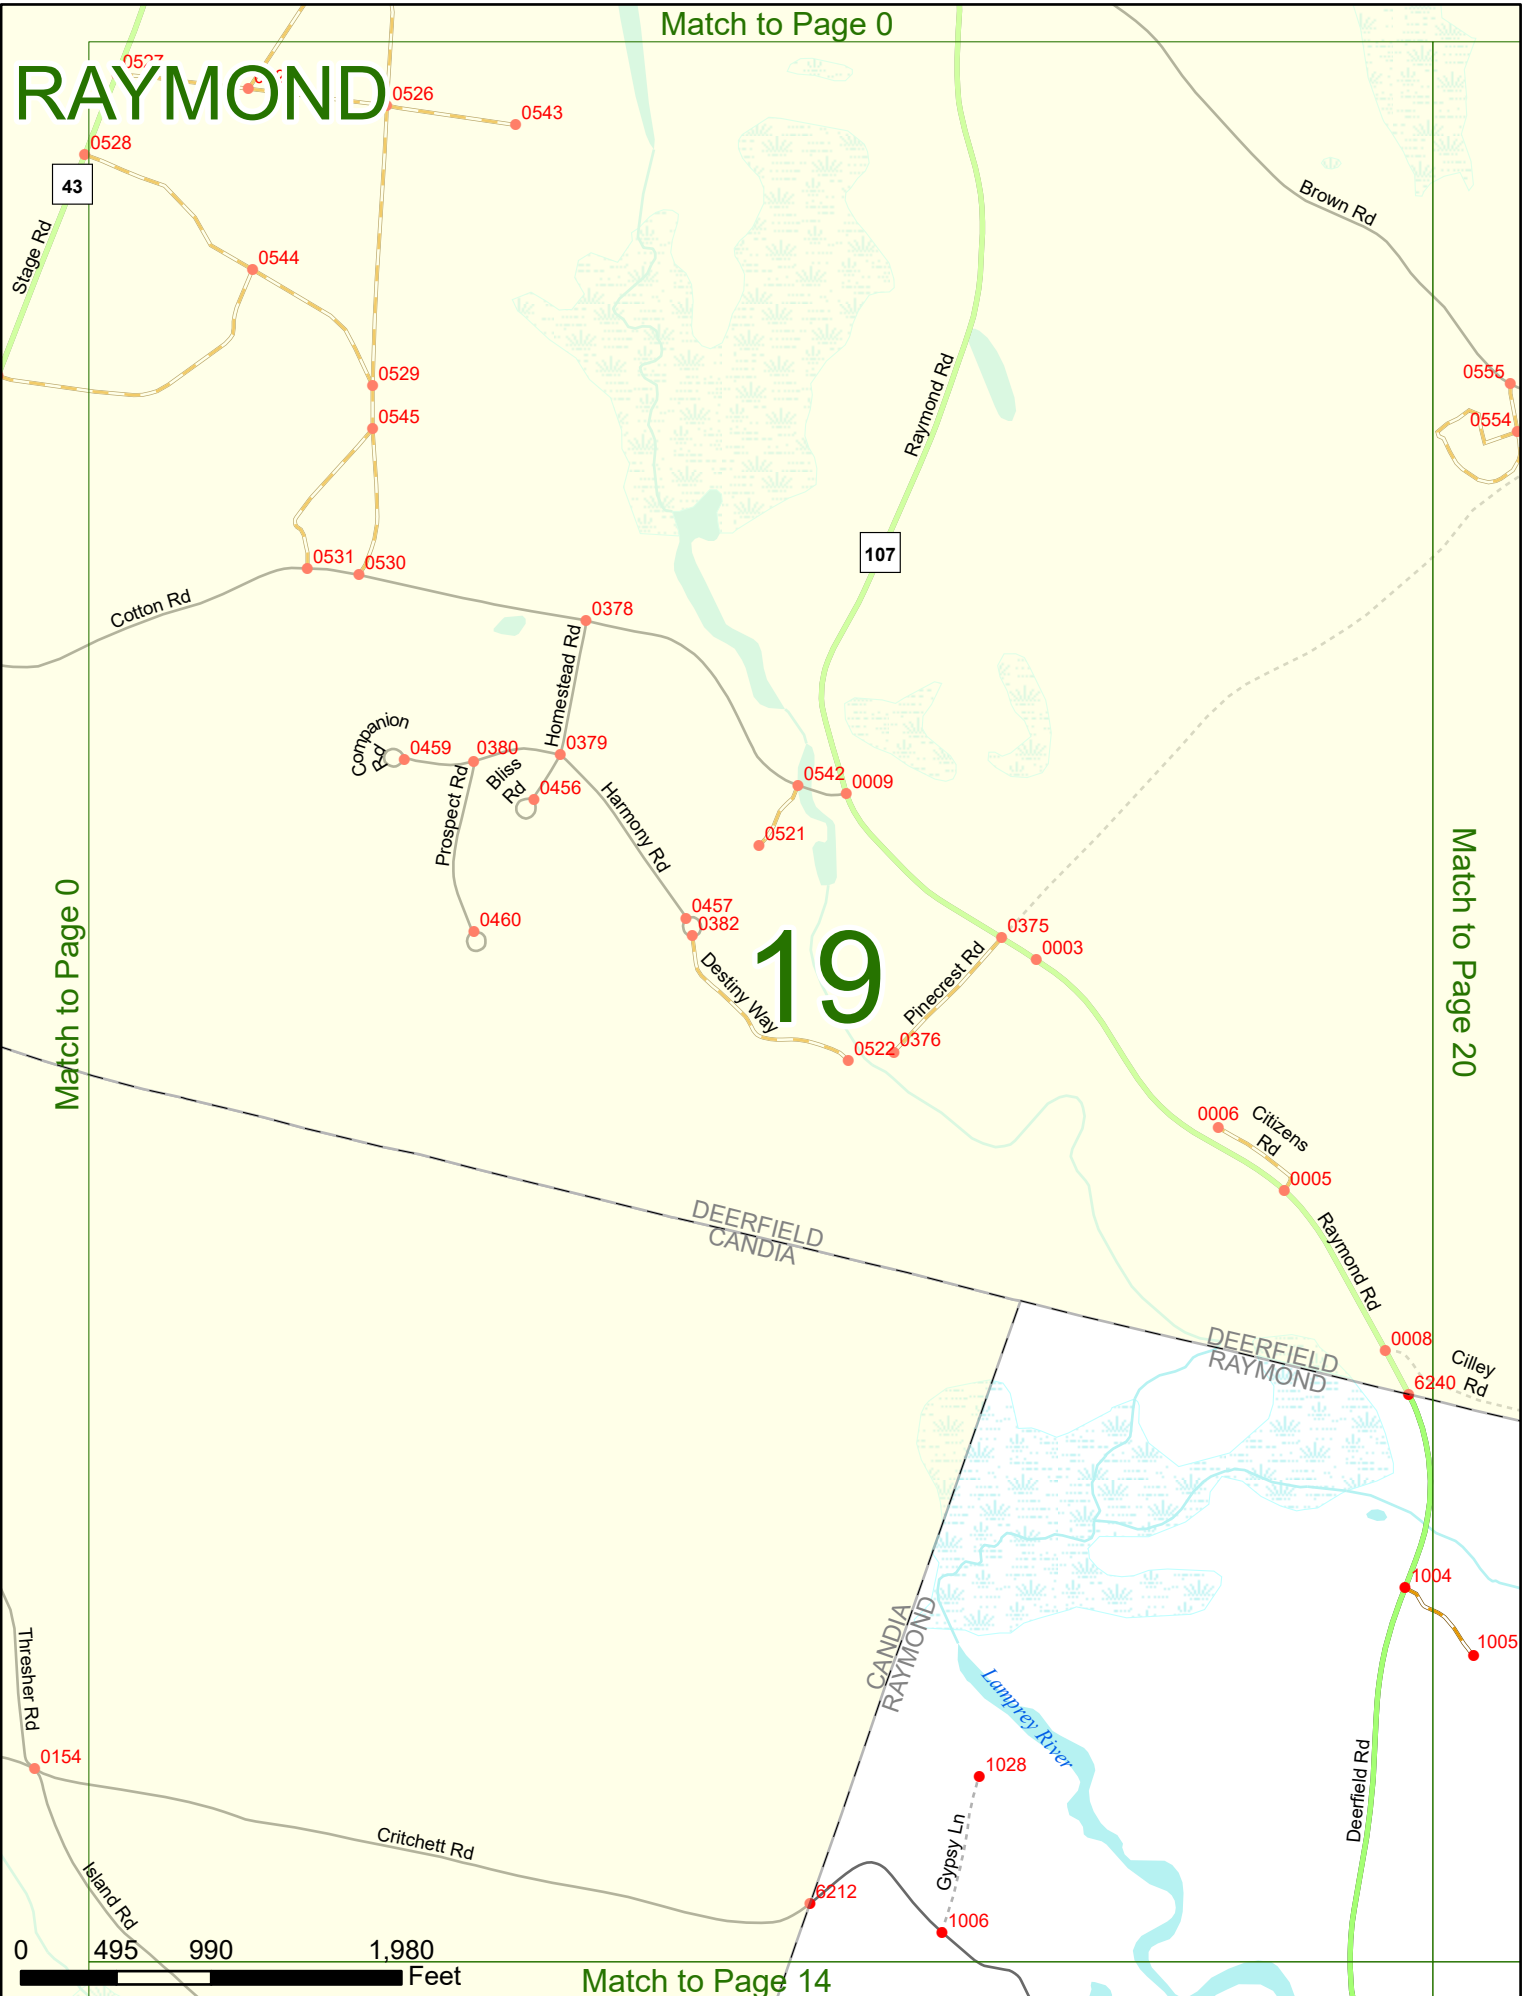 Match to Page 0
RAYMOND
0527
0526
0543
0528
43
Stage Rd
0544
Brown Rd
0529
0555
0545
0554
Raymond Rd
107
0531
0530
Cotton Rd
0378
Homestead Rd
Companion
Rd
0459
0380
0379
Bliss
Rd
0456
Prospect Rd
Harmony Rd
0542
0009
0521
Match to Page 0
Match to Page 20
0460
0457
0382
19
0375
0003
Destiny Way
Pinecrest Rd
0522
0376
0006
Citizens
Rd
0005
DEERFIELD
CANDIA
Raymond Rd
DEERFIELD
RAYMOND
0008
Cilley
Rd
6240
1004
CANDIA
RAYMOND
1005
Thresher Rd
Lamprey River
0154
1028
Deerfield Rd
Critchett Rd
Gypsy Ln
Island Rd
6212
1006
0 495 990 1,980
Feet
Match to Page 14